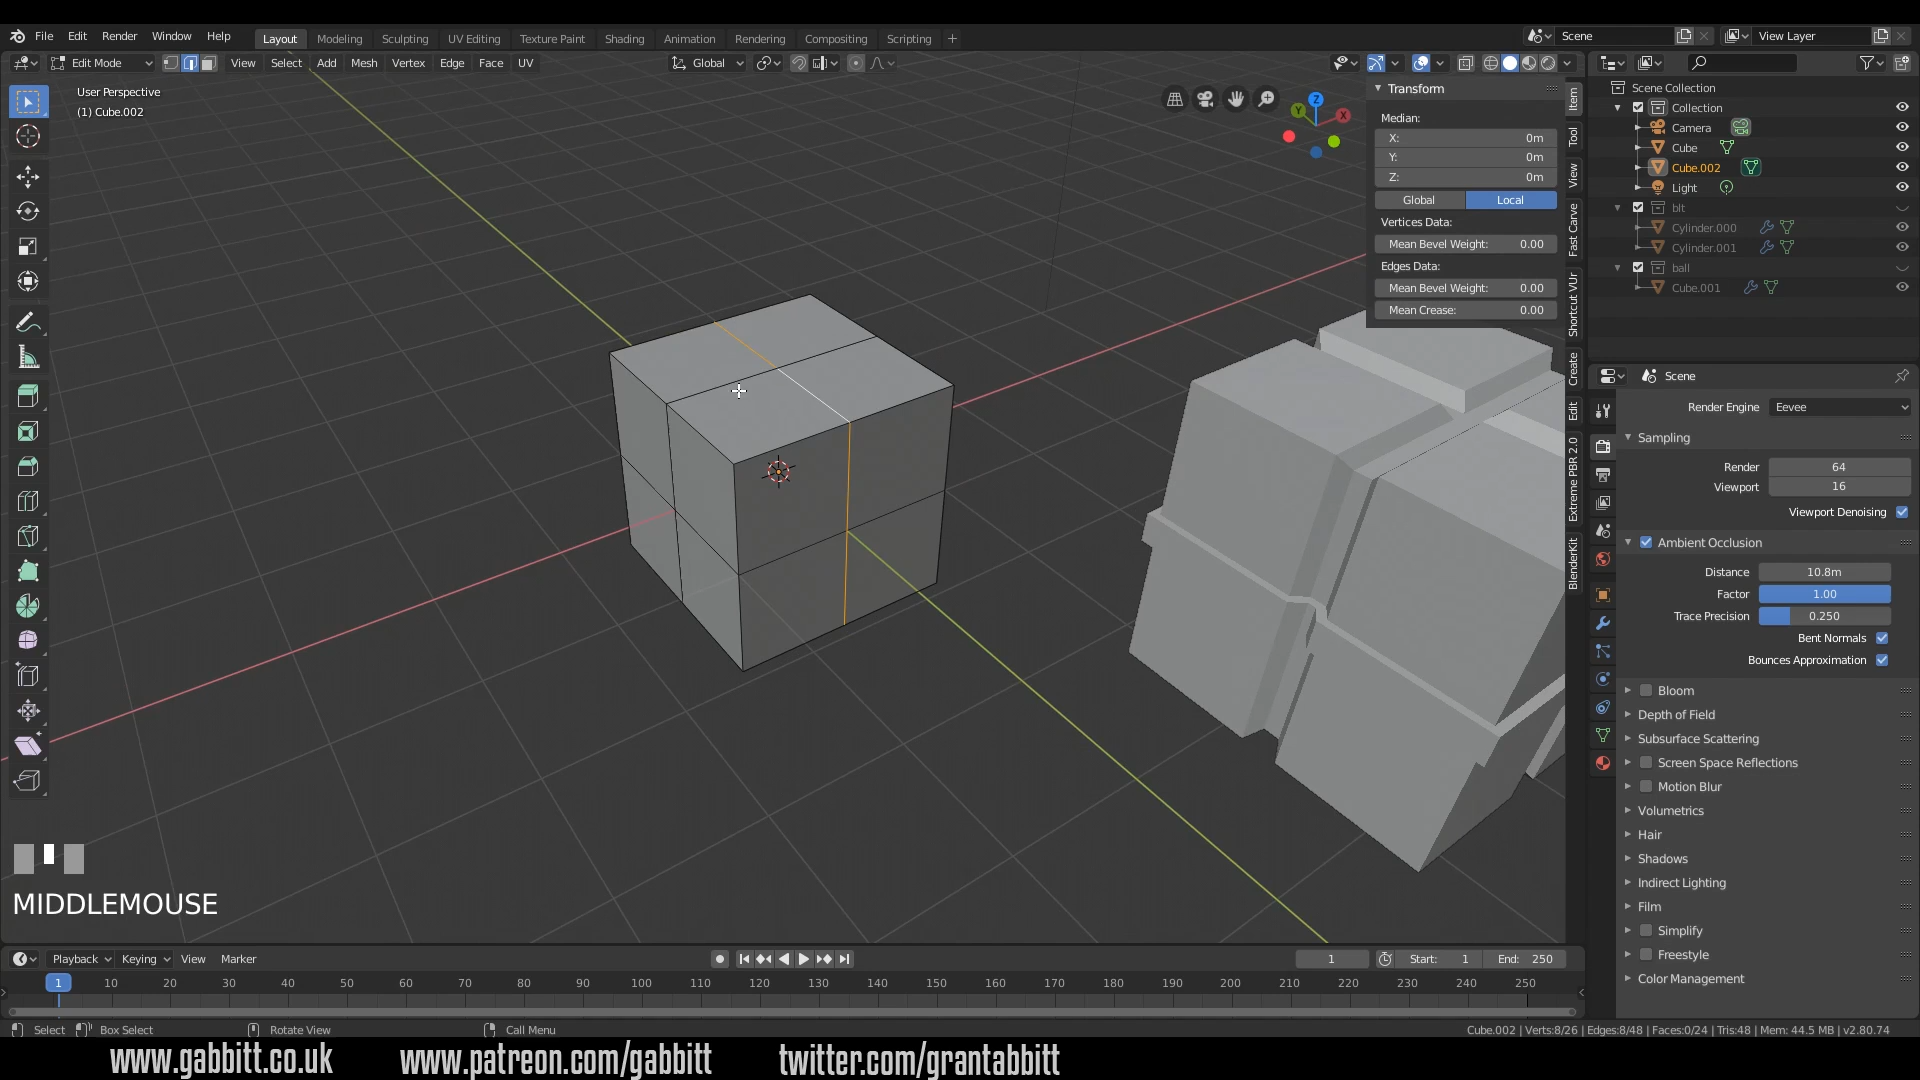 File Edit Render Window Help Layout Modeling Sculpting UV Editing Texture Paint Shading Animation Rendering Compositing Scripting + Scene View Layer
Edit Mode View Select Add Mesh Vertex Edge Face UV Global
User Perspective
(1) Cube.002
Transform
Median:
X: 0m
Y: 0m
Z: 0m
Global Local
Vertices Data:
Mean Bevel Weight: 0.00
Edges Data:
Mean Bevel Weight: 0.00
Mean Crease: 0.00
Z
Y
X
Item
Tool
View
Fast Carve
Shortcut VUr
Create
Edit
Extreme PBR 2.0
BlenderKit
Scene Collection
Collection
Camera
Cube
Cube.002
Light
blt
Cylinder.000
Cylinder.001
ball
Cube.001
Scene
Render Engine Eevee
Sampling
Render 64
Viewport 16
Viewport Denoising
Ambient Occlusion
Distance 10.8m
Factor 1.00
Trace Precision 0.250
Bent Normals
Bounces Approximation
Bloom
Depth of Field
Subsurface Scattering
Screen Space Reflections
Motion Blur
Volumetrics
Hair
Shadows
Indirect Lighting
Film
Simplify
Freestyle
Color Management
MIDDLEMOUSE
Playback Keying View Marker 1 Start: 1 End: 250
1 10 20 30 40 50 60 70 80 90 100 110 120 130 140 150 160 170 180 190 200 210 220 230 240 250
Select Box Select Rotate View Call Menu Cube.002 | Verts:8/26 | Edges:8/48 | Faces:0/24 | Tris:48 | Mem: 44.5 MB | v2.80.74
www.gabbitt.co.uk www.patreon.com/gabbitt twitter.com/grantabbitt